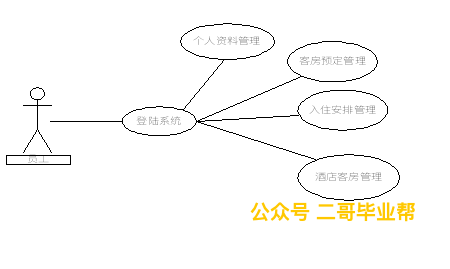 个人资料管理
客房预定管理
入住安排管理
登陆系统
员工
酒店客房管理
公众号 二哥毕业帮